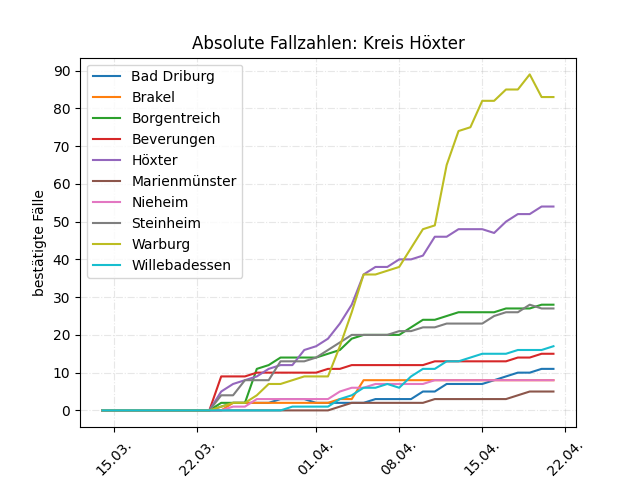 Absolute Fallzahlen: Kreis Höxter
bestätigte Fälle
90
80
70
60
50
40
30
20
10
0
Bad Driburg
Brakel
Borgentreich
Beverungen
Höxter
Marienmünster
Nieheim
Steinheim
Warburg
Willebadessen
15.03.
22.03.
01.04.
08.04.
15.04.
22.04.